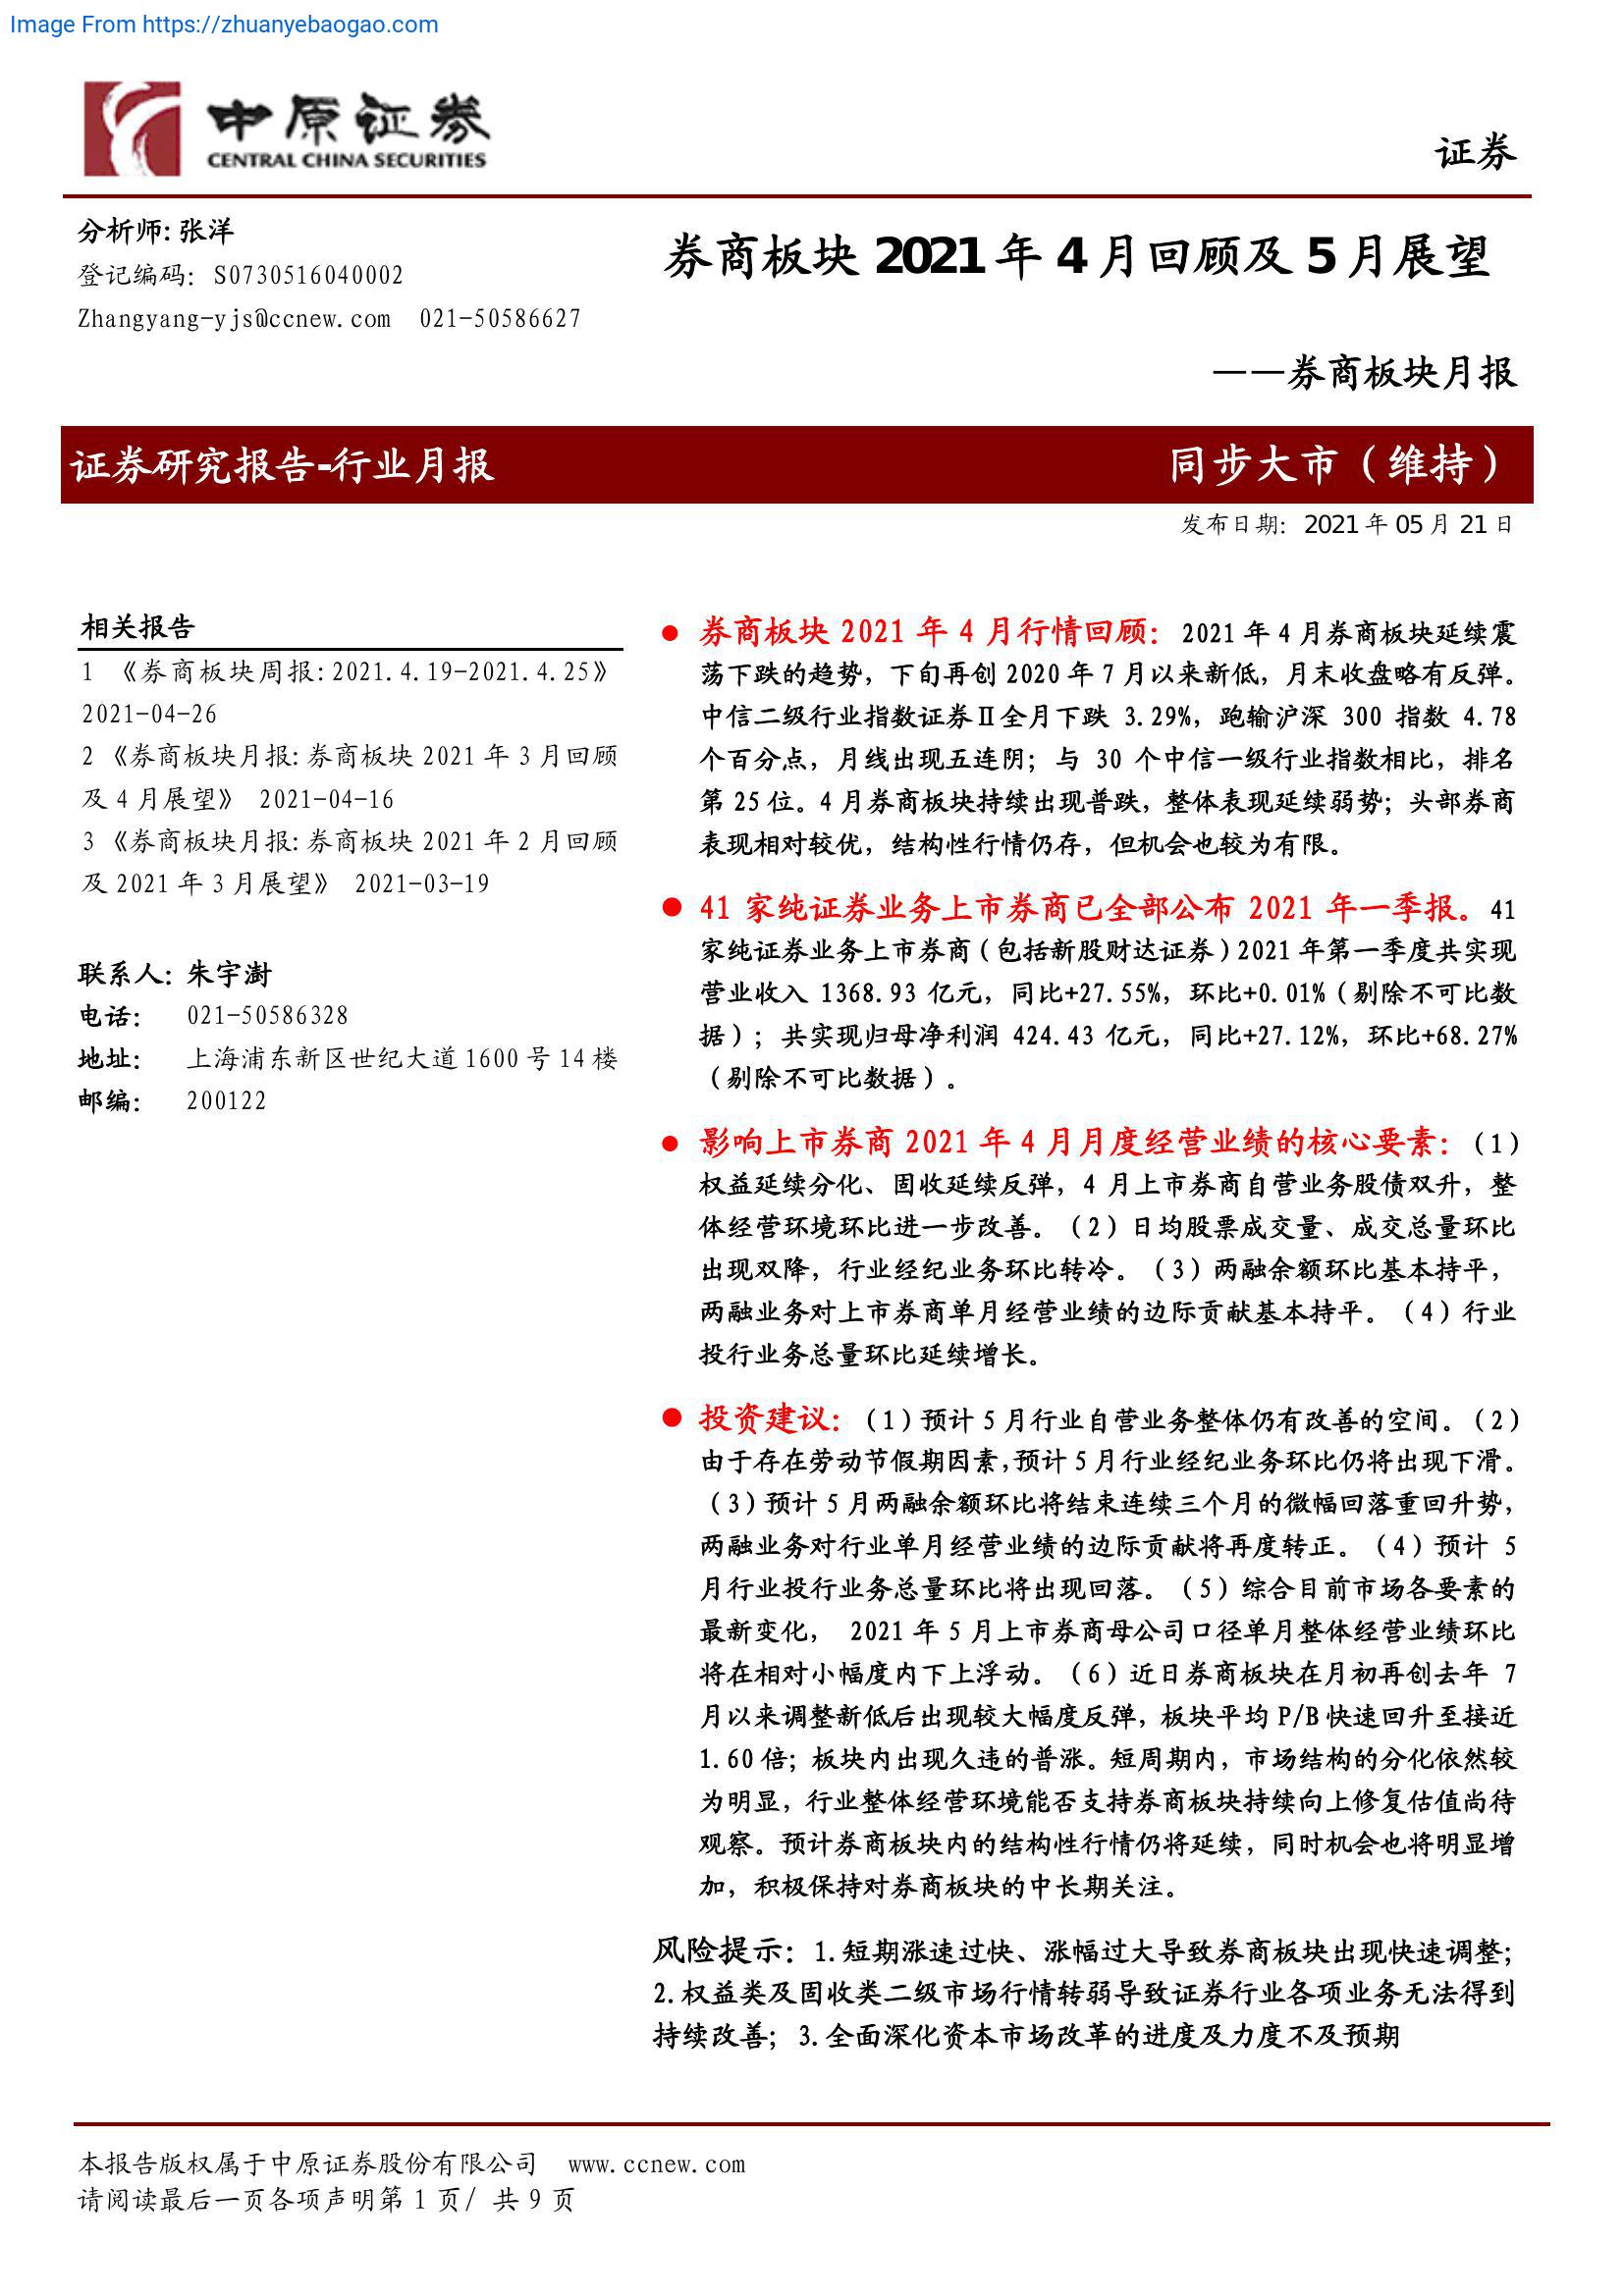 Image From https://zhuanyebaogao.com
中原证券
CENTRAL CHINA SECURITIES
证券
分析师：张洋
登记编码：S0730516040002
Zhangyang-yjs@ccnew.com 021-50586627
券商板块 2021 年 4 月回顾及 5 月展望
——券商板块月报
证券研究报告-行业月报
同步大市（维持）
发布日期：2021 年 05 月 21 日
相关报告
1 《券商板块周报：2021.4.19-2021.4.25》
2021-04-26
2 《券商板块月报：券商板块 2021 年 3 月回顾
及 4 月展望》 2021-04-16
3 《券商板块月报：券商板块 2021 年 2 月回顾
及 2021 年 3 月展望》 2021-03-19
联系人：朱宇澍
电话： 021-50586328
地址： 上海浦东新区世纪大道 1600 号 14 楼
邮编： 200122
● 券商板块 2021 年 4 月行情回顾：2021 年 4 月券商板块延续震
荡下跌的趋势，下旬再创 2020 年 7 月以来新低，月末收盘略有反弹。
中信二级行业指数证券Ⅱ全月下跌 3.29%，跑输沪深 300 指数 4.78
个百分点，月线出现五连阴；与 30 个中信一级行业指数相比，排名
第 25 位。4 月券商板块持续出现普跌，整体表现延续弱势；头部券商
表现相对较优，结构性行情仍存，但机会也较为有限。
● 41 家纯证券业务上市券商已全部公布 2021 年一季报。41
家纯证券业务上市券商（包括新股财达证券）2021 年第一季度共实现
营业收入 1368.93 亿元，同比+27.55%，环比+0.01%（剔除不可比数
据）；共实现归母净利润 424.43 亿元，同比+27.12%，环比+68.27%
（剔除不可比数据）。
● 影响上市券商 2021 年 4 月月度经营业绩的核心要素：（1）
权益延续分化、固收延续反弹，4 月上市券商自营业务股债双升，整
体经营环境环比进一步改善。（2）日均股票成交量、成交总量环比
出现双降，行业经纪业务环比转冷。（3）两融余额环比基本持平，
两融业务对上市券商单月经营业绩的边际贡献基本持平。（4）行业
投行业务总量环比延续增长。
● 投资建议：（1）预计 5 月行业自营业务整体仍有改善的空间。（2）
由于存在劳动节假期因素，预计 5 月行业经纪业务环比仍将出现下滑。
（3）预计 5 月两融余额环比将结束连续三个月的微幅回落重回升势，
两融业务对行业单月经营业绩的边际贡献将再度转正。（4）预计 5
月行业投行业务总量环比将出现回落。（5）综合目前市场各要素的
最新变化， 2021 年 5 月上市券商母公司口径单月整体经营业绩环比
将在相对小幅度内下上浮动。（6）近日券商板块在月初再创去年 7
月以来调整新低后出现较大幅度反弹，板块平均 P/B 快速回升至接近
1.60 倍；板块内出现久违的普涨。短周期内，市场结构的分化依然较
为明显，行业整体经营环境能否支持券商板块持续向上修复估值尚待
观察。预计券商板块内的结构性行情仍将延续，同时机会也将明显增
加，积极保持对券商板块的中长期关注。
风险提示：1.短期涨速过快、涨幅过大导致券商板块出现快速调整；
2.权益类及固收类二级市场行情转弱导致证券行业各项业务无法得到
持续改善；3.全面深化资本市场改革的进度及力度不及预期
本报告版权属于中原证券股份有限公司 www.ccnew.com
请阅读最后一页各项声明第 1 页/ 共 9 页